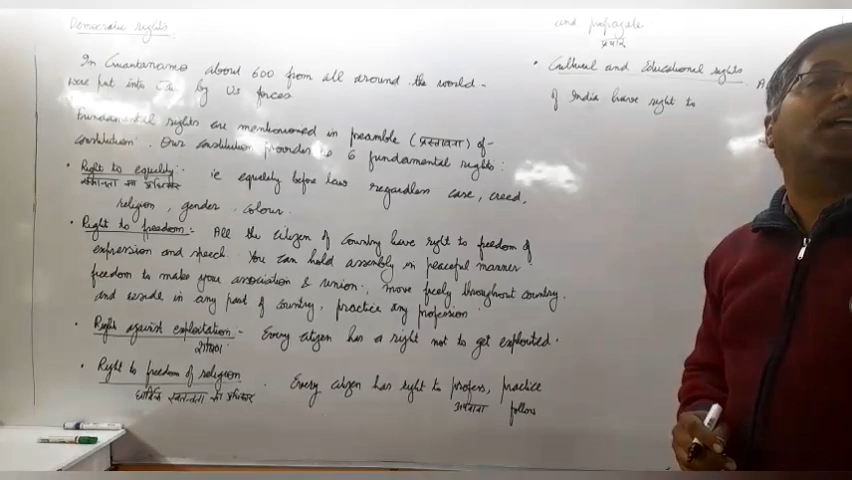 Democratic rights
In Guantanamo about 600 from all around the world
were put into Jail by US forces
Fundamental rights are mentioned in preamble (प्रस्तावना) of
constitution. Our constitution provides us 6 fundamental rights:
• Right to equality:- ie equality before law regardless case, creed,
समानता का अधिकार
religion, gender, colour.
• Right to freedom:- All the citizen of country have right to freedom of
expression and speech. You can hold assembly in peaceful manner.
freedom to make your association & union, move freely throughout country.
and reside in any part of country, practice any profession
• Right against exploitation - Every citizen has a right not to get exploited.
शोषण
• Right to freedom of religion. Every citizen has right to profess, practice
धार्मिक स्वतन्त्रता का अधिकार
अपनाना follow
and propagate
प्रचार
• Cultural and Educational rights A
of India have right to